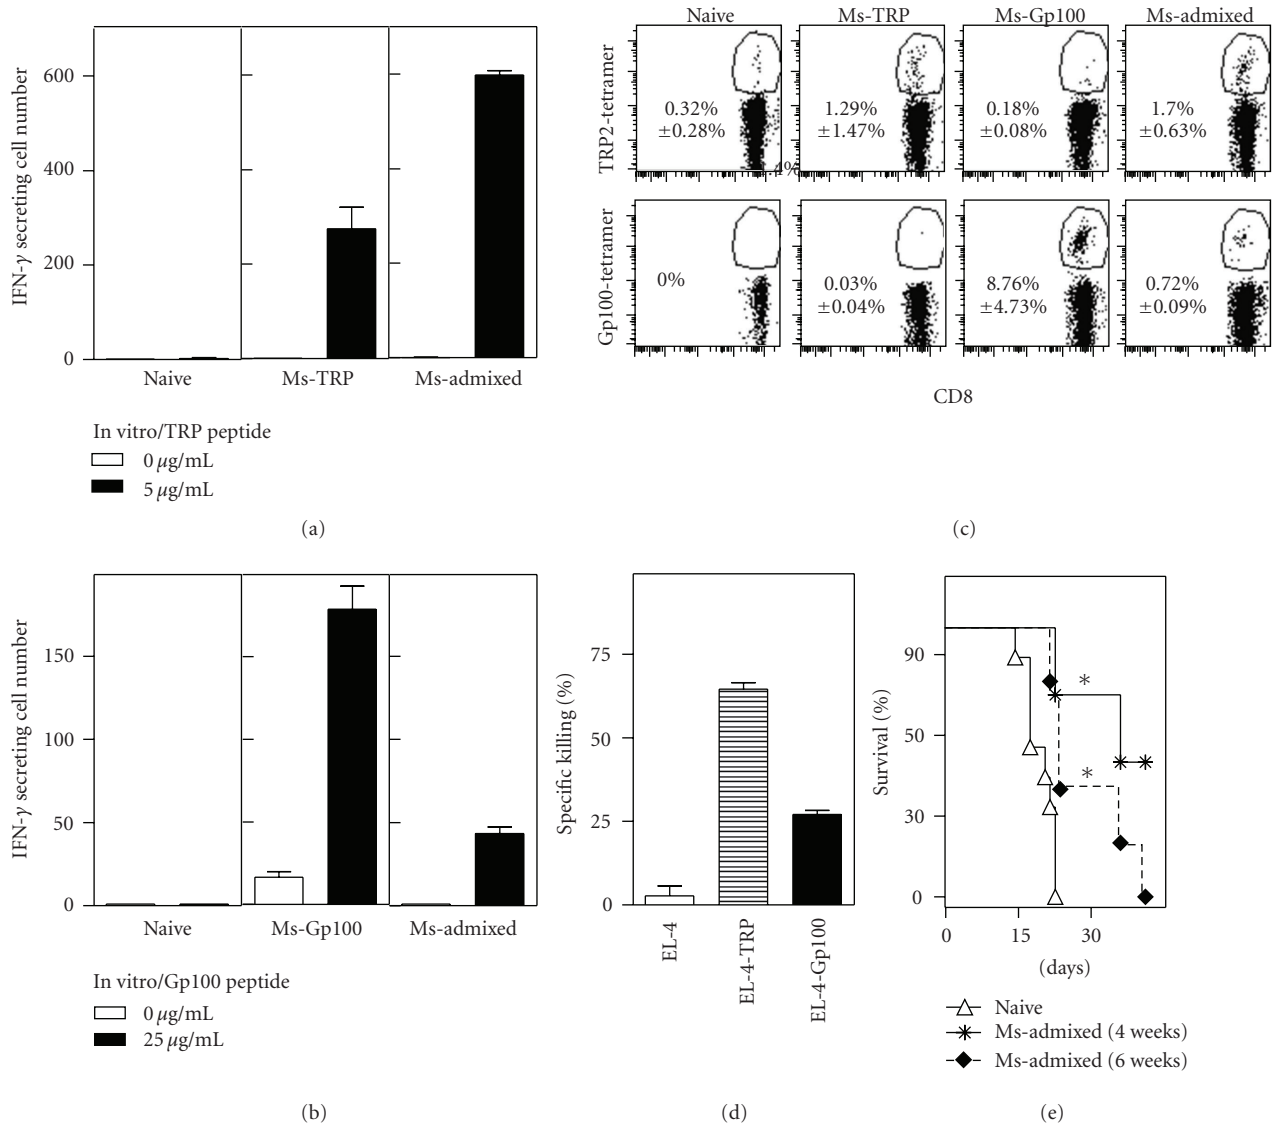 600
400
200
0
IFN-γ secreting cell number
Naive
Ms-TRP
Ms-admixed
In vitro/TRP peptide
0 μg/mL
5 μg/mL
(a)
Naive
Ms-TRP
Ms-Gp100
Ms-admixed
TRP2-tetramer
0.32%
±0.28%
1.29%
±1.47%
0.18%
±0.08%
1.7%
±0.63%
.4%
Gp100-tetramer
0%
0.03%
±0.04%
8.76%
±4.73%
0.72%
±0.09%
CD8
(c)
150
100
50
0
IFN-γ secreting cell number
Naive
Ms-Gp100
Ms-admixed
In vitro/Gp100 peptide
0 μg/mL
25 μg/mL
(b)
75
50
25
0
Specific killing (%)
EL-4
EL-4-TRP
EL-4-Gp100
(d)
90
50
30
0
Survival (%)
*
*
0
15
30
(days)
Naive
Ms-admixed (4 weeks)
Ms-admixed (6 weeks)
(e)